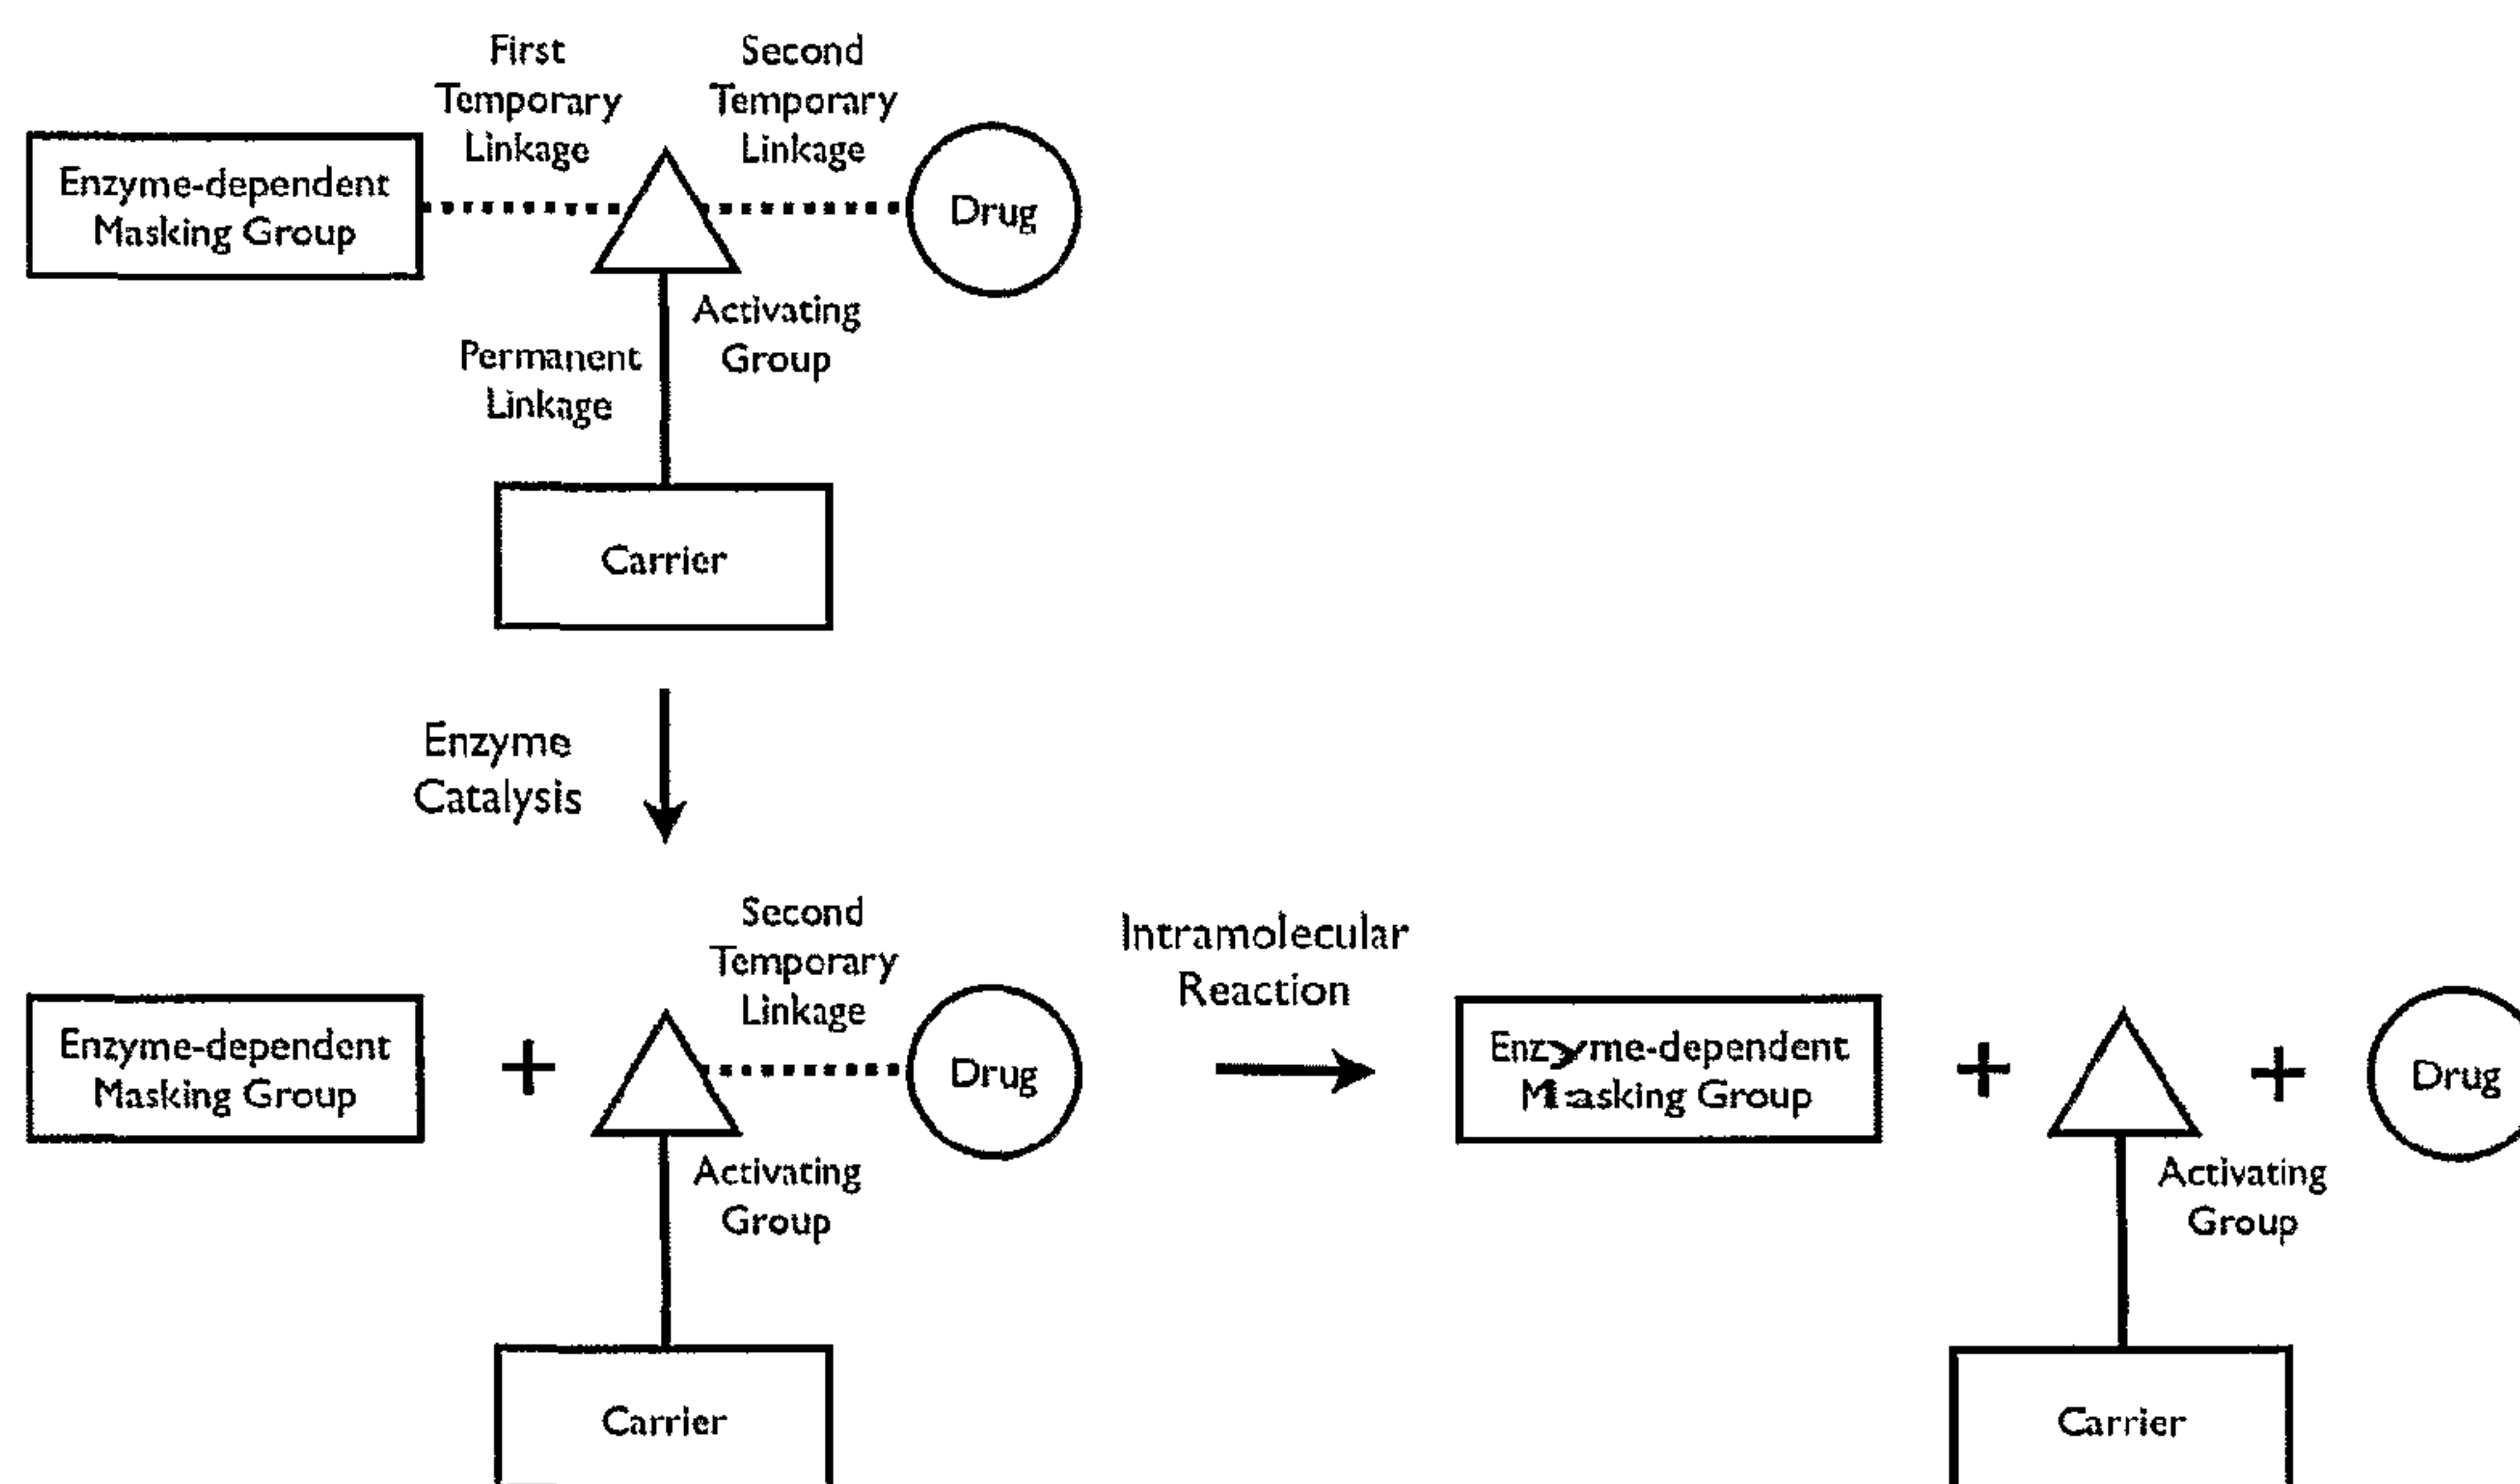 First
Temporary
Linkage
Second
Temporary
Linkage
Enzyme-dependent
Masking Group
Drug
Activating
Group
Permanent
Linkage
Carrier
Enzyme
Catalysis
Second
Temporary
Linkage
Intramolecular
Reaction
Enzyme-dependent
Masking Group
+
Drug
Enzyme-dependent
Masking Group
+
+
Drug
Activating
Group
Activating
Group
Carrier
Carrier